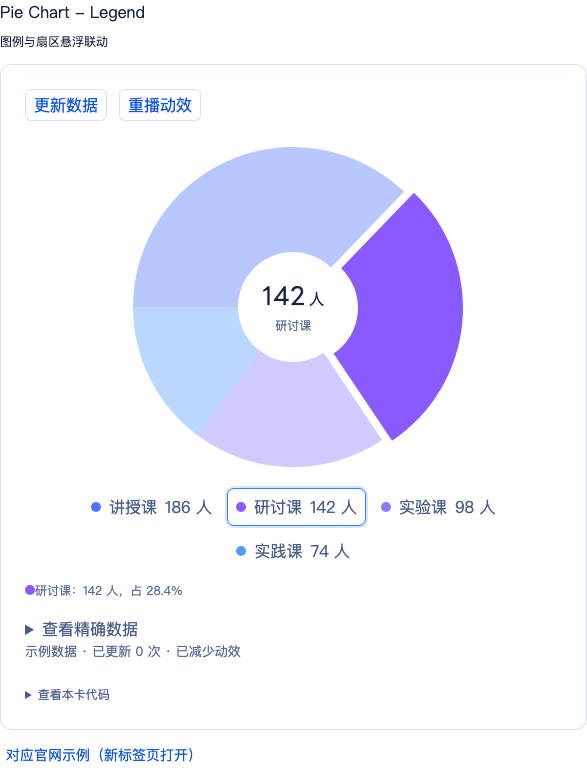 Pie Chart – Legend
图例与扇区悬浮联动
更新数据 重播动效
142 人
研讨课
讲授课 186 人 研讨课 142 人 实验课 98 人
实践课 74 人
研讨课：142 人，占 28.4%
查看精确数据
示例数据 · 已更新 0 次 · 已减少动效
查看本卡代码
对应官网示例（新标签页打开）